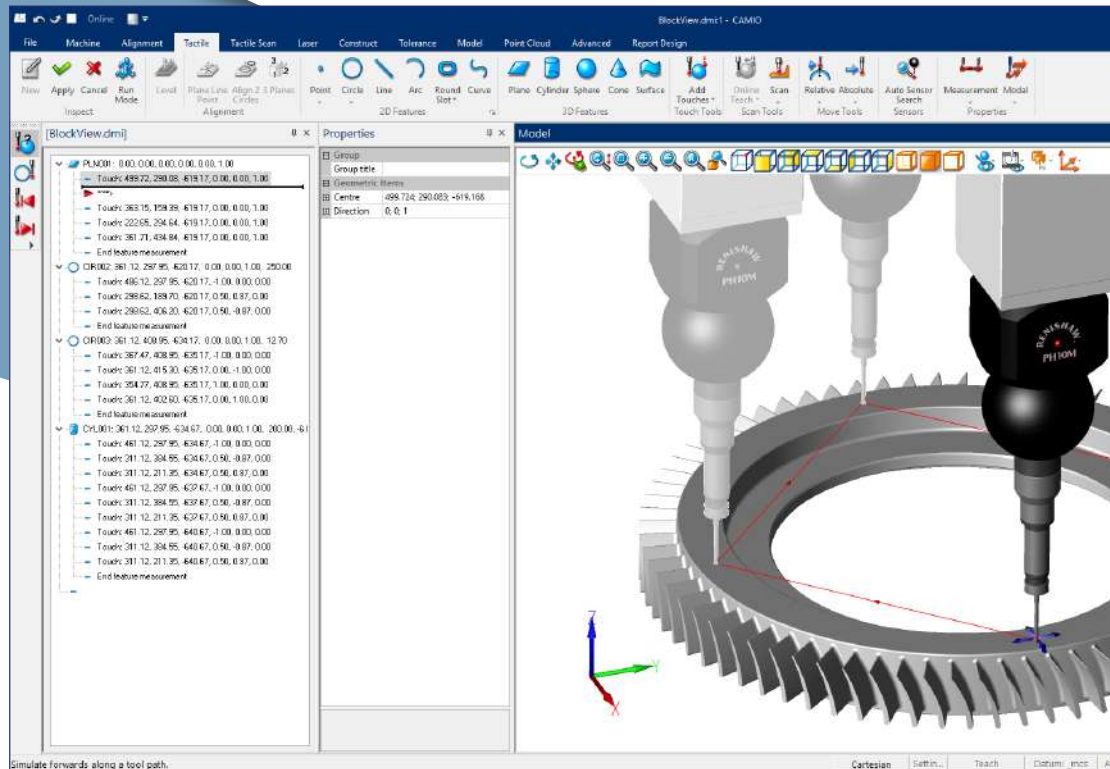 Online
BlockView.dmi1 - CAMIO
File Machine Alignment Tactile Tactile Scan Laser Construct Tolerance Model Point Cloud Advanced Report Design
New Apply Cancel Run Mode Level Plane Line Point Align 2 3 Planes Circles Point Circle Line Arc Round Slot Curve Plane Cylinder Sphere Cone Surface Add Touches Online Teach Scan Relative Absolute Auto Sensor Search Measurement Modal
Inspect Alignment 2D Features 3D Features Touch Tools Scan Tools Move Tools Sensors Properties
[BlockView.dmi] Properties Model
PLN001: 0.00, 0.00, 0.00, 0.00, 0.00, 1.00
Touch: 499.72, 290.08, -619.17, 0.00, 0.00, 1.00
Touch: 363.15, 159.39, -619.17, 0.00, 0.00, 1.00
Touch: 222.65, 294.64, -619.17, 0.00, 0.00, 1.00
Touch: 361.71, 434.84, -619.17, 0.00, 0.00, 1.00
End feature measurement
CIR002: 361.12, 297.95, -620.17, 0.00, 0.00, 1.00, 250.00
Touch: 486.12, 297.95, -620.17, -1.00, 0.00, 0.00
Touch: 298.62, 189.70, -620.17, 0.50, 0.87, 0.00
Touch: 298.62, 406.20, -620.17, 0.50, -0.87, 0.00
End feature measurement
CIR003: 361.12, 408.95, -634.17, 0.00, 0.00, 1.00, 12.70
Touch: 367.47, 408.95, -635.17, -1.00, 0.00, 0.00
Touch: 361.12, 415.30, -635.17, 0.00, -1.00, 0.00
Touch: 354.77, 408.95, -635.17, 1.00, 0.00, 0.00
Touch: 361.12, 402.60, -635.17, 0.00, 1.00, 0.00
End feature measurement
CYL001: 361.12, 297.95, -634.67, 0.00, 0.00, 1.00, 200.00, -6.0
Touch: 461.12, 297.95, -634.67, -1.00, 0.00, 0.00
Touch: 311.12, 384.55, -634.67, 0.50, -0.87, 0.00
Touch: 311.12, 211.35, -634.67, 0.50, 0.87, 0.00
Touch: 461.12, 297.95, -637.67, -1.00, 0.00, 0.00
Touch: 311.12, 384.55, -637.67, 0.50, -0.87, 0.00
Touch: 311.12, 211.35, -637.67, 0.50, 0.87, 0.00
Touch: 461.12, 297.95, -640.67, -1.00, 0.00, 0.00
Touch: 311.12, 384.55, -640.67, 0.50, -0.87, 0.00
Touch: 311.12, 211.35, -640.67, 0.50, 0.87, 0.00
End feature measurement
Group
Group title
Geometric Items
Centre 499.724; 290.083; -619.168
Direction 0; 0; 1
RENISHAW
PH10M
RENISHAW
PH10M
Z
Y
X
Simulate forwards along a tool path.
Cartesian Settin... Teach Datum: _mcs